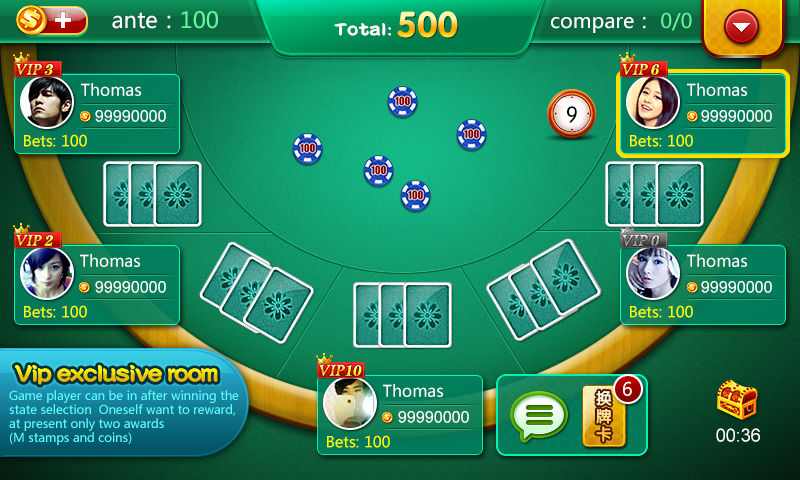 ante : 100
Total: 500
compare : 0/0
VIP 3
Thomas
99990000
Bets: 100
100
100
100
100
100
9
VIP 6
Thomas
99990000
Bets: 100
VIP 2
Thomas
99990000
Bets: 100
VIP 0
Thomas
99990000
Bets: 100
Vip exclusive room
Game player can be in after winning the
state selection Oneself want to reward,
at present only two awards
(M stamps and coins)
VIP10
Thomas
99990000
Bets: 100
换牌卡
6
00:36